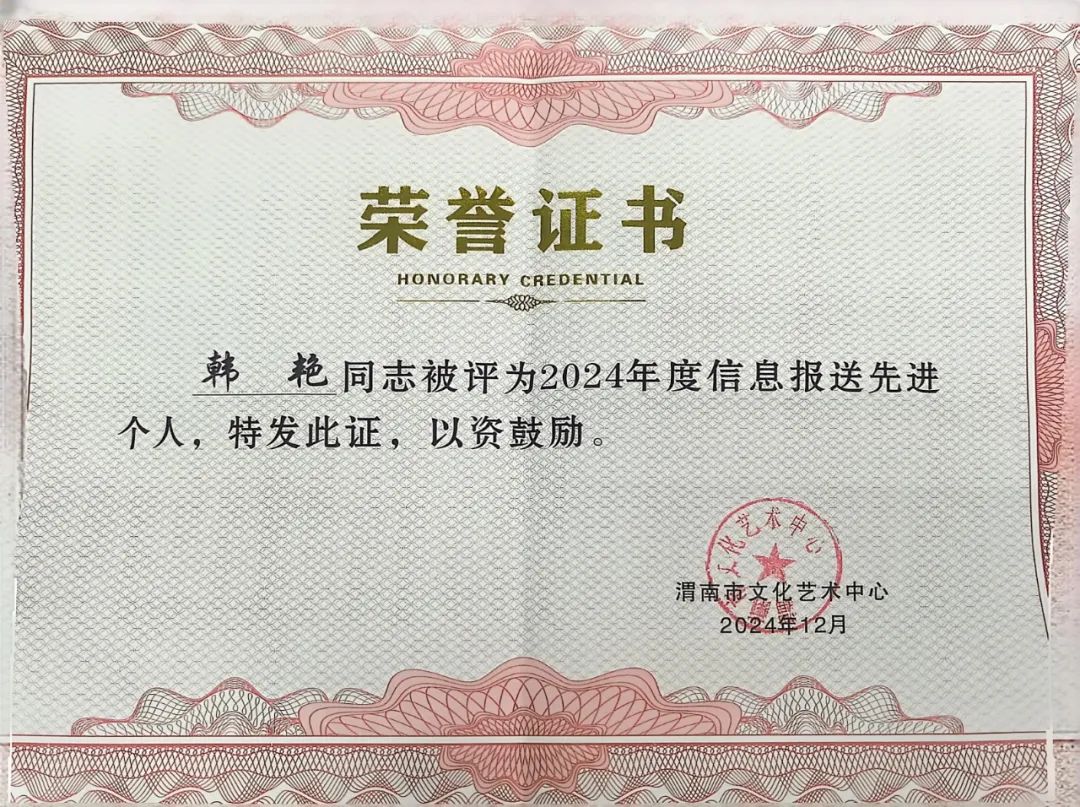 荣誉证书
HONORARY CREDENTIAL
韩 艳同志被评为2024年度信息报送先进
个人，特发此证，以资鼓励。
渭南市文化艺术中心
渭南市文化艺术中心
2024年12月